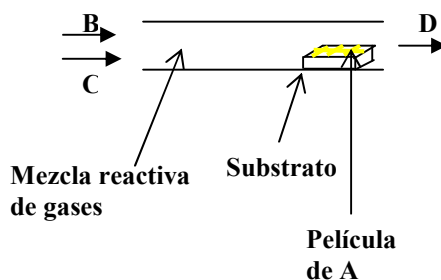 B
D
C
Mezcla reactiva
de gases
Substrato
Película
de A